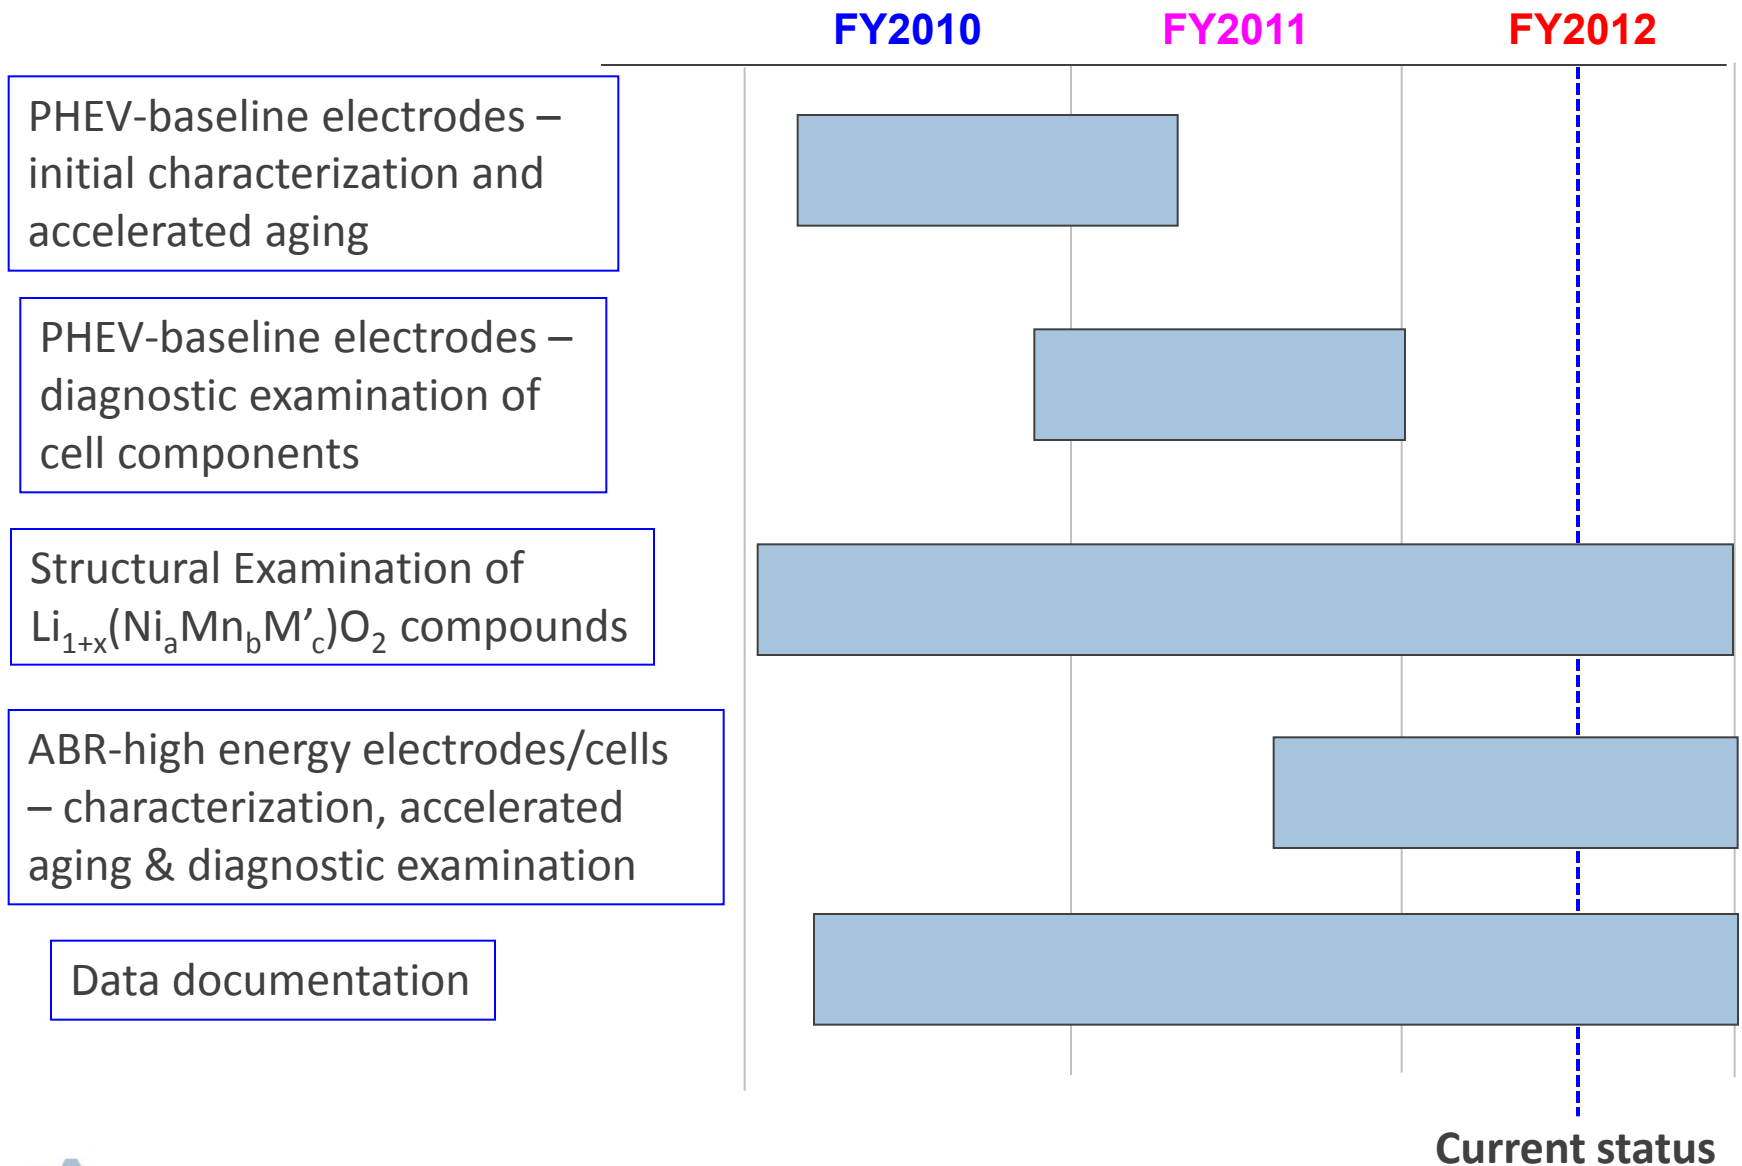 FY2010 FY2011 FY2012
PHEV-baseline electrodes –
initial characterization and
accelerated aging
PHEV-baseline electrodes –
diagnostic examination of
cell components
Structural Examination of
Li₁₊ₓ(NiₐMn_bM’_c)O₂ compounds
ABR-high energy electrodes/cells
– characterization, accelerated
aging & diagnostic examination
Data documentation
Current status